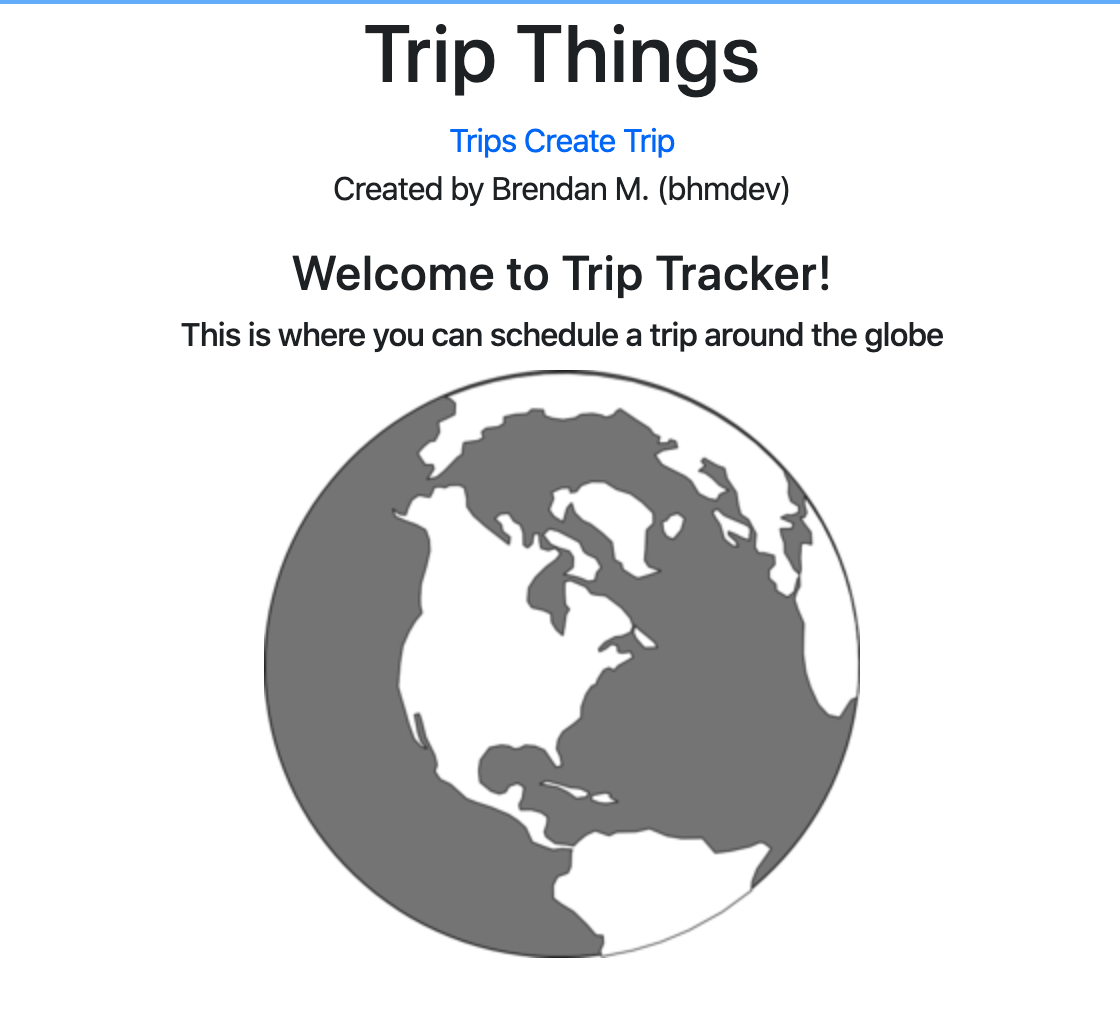 Trip Things
Trips Create Trip
Created by Brendan M. (bhmdev)
Welcome to Trip Tracker!
This is where you can schedule a trip around the globe